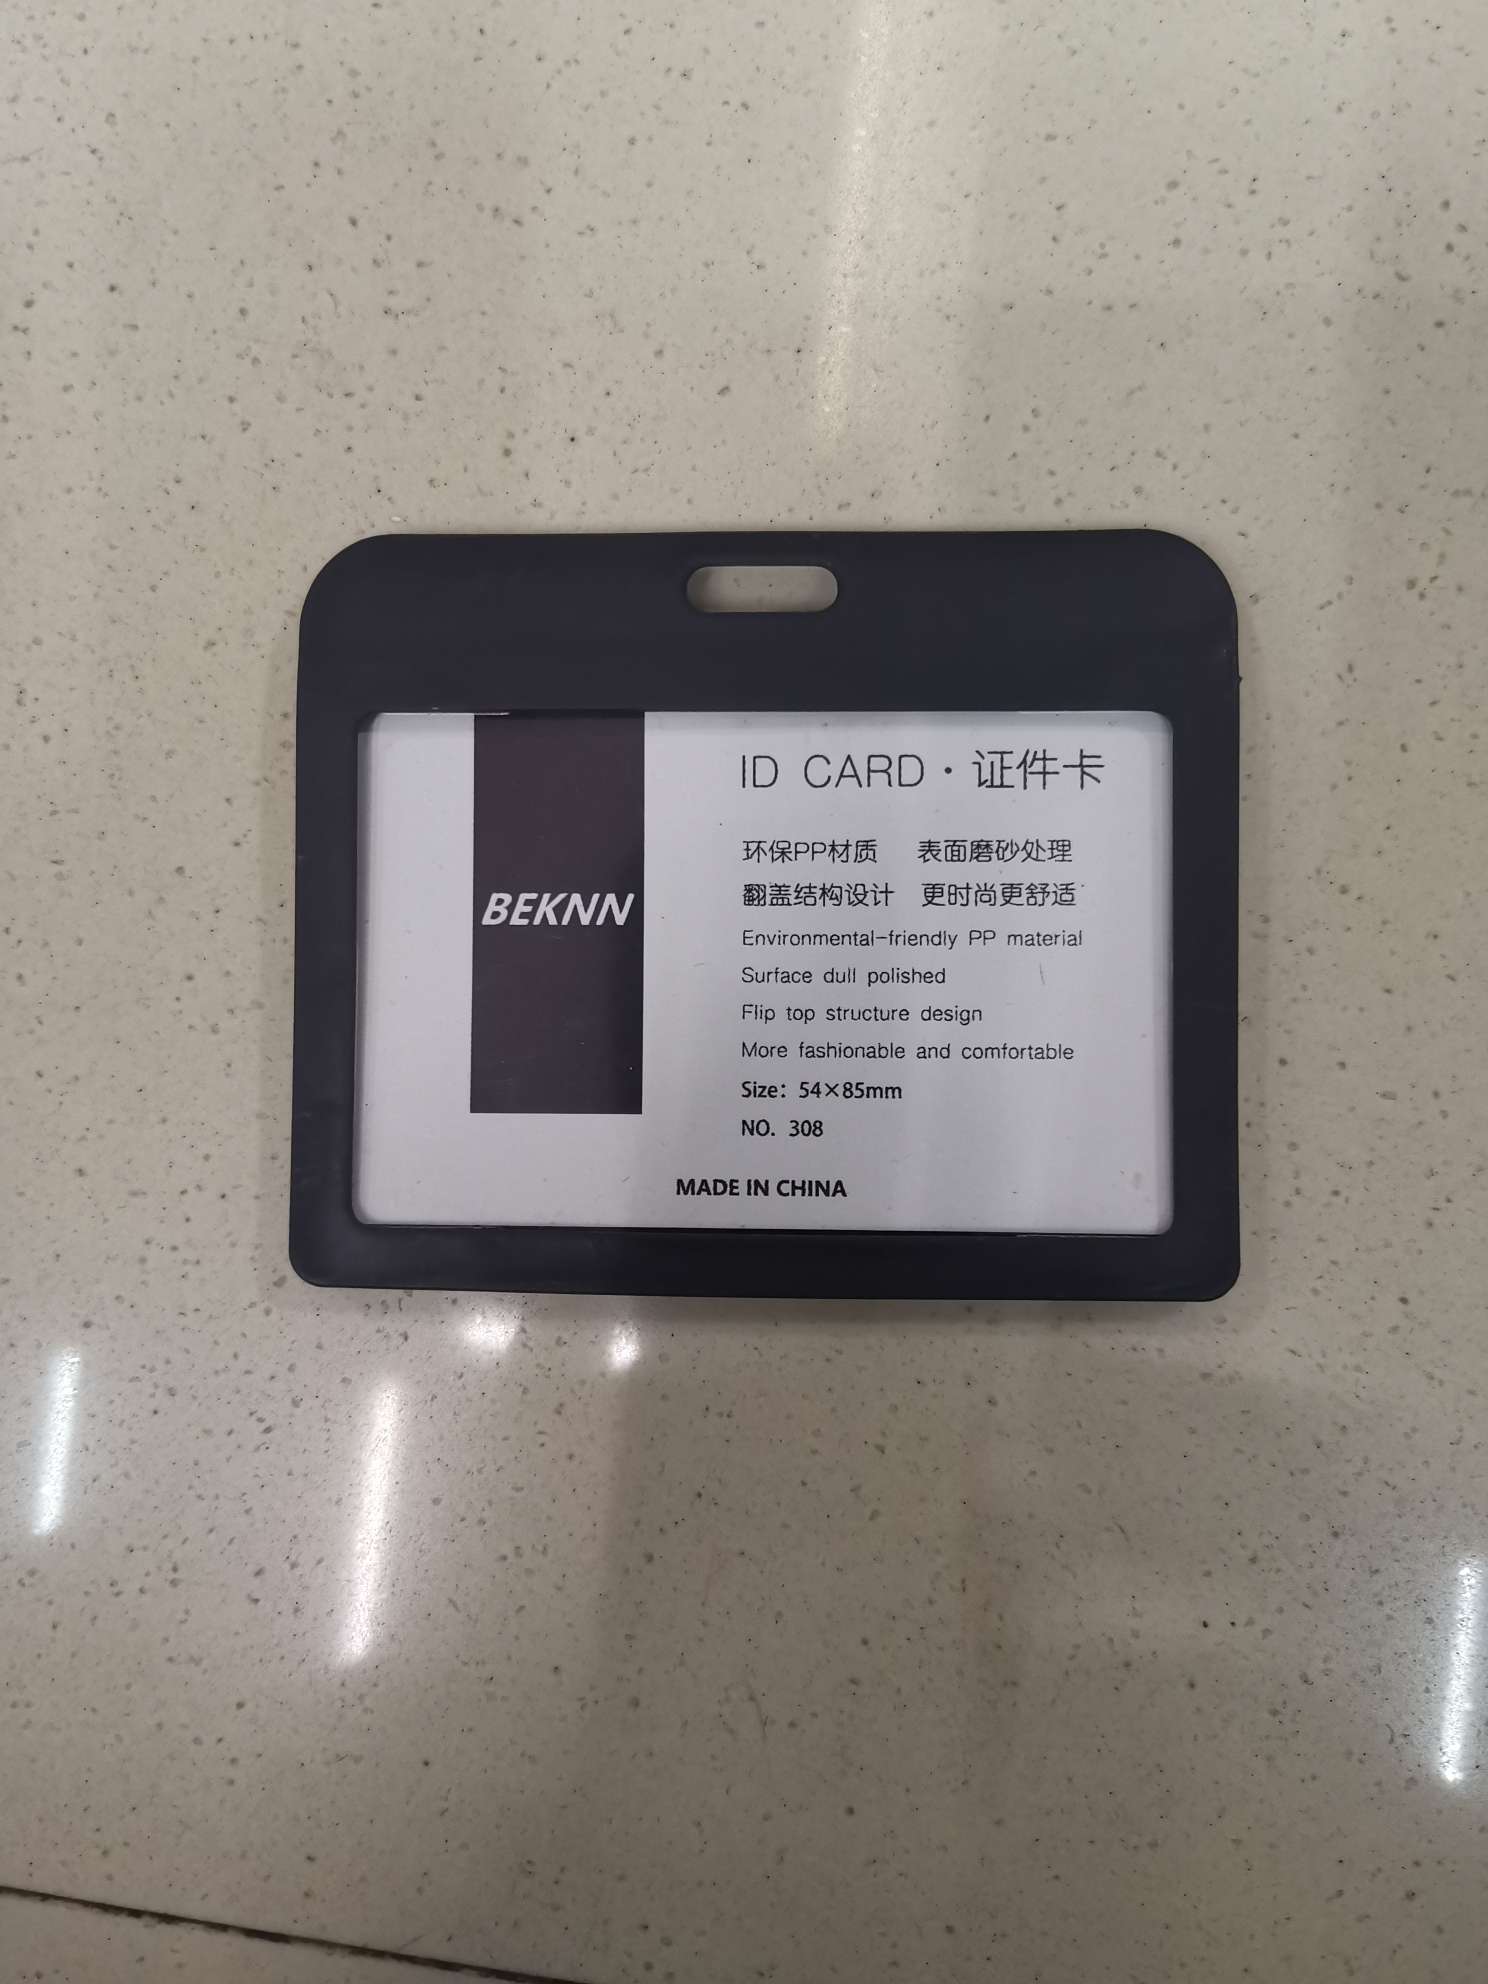 BEKNN
ID CARD·证件卡
环保PP材质 表面磨砂处理
翻盖结构设计 更时尚更舒适
Environmental-friendly PP material
Surface dull polished
Flip top structure design
More fashionable and comfortable
Size: 54×85mm
NO. 308
MADE IN CHINA